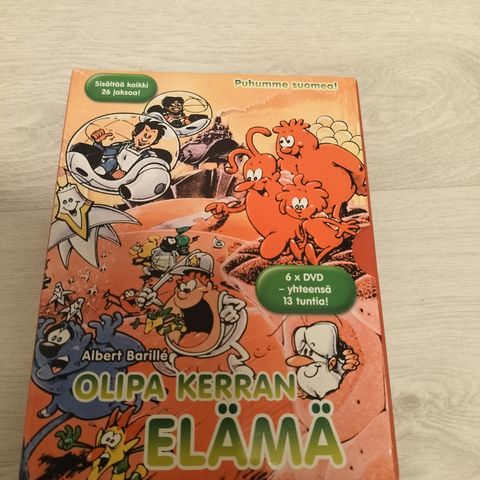 Sisältää kaikki
26 jaksoa!
Puhumme suomea!
6 x DVD
– yhteensä
13 tuntia!
Albert Barillé
OLIPA KERRAN
ELÄMÄ